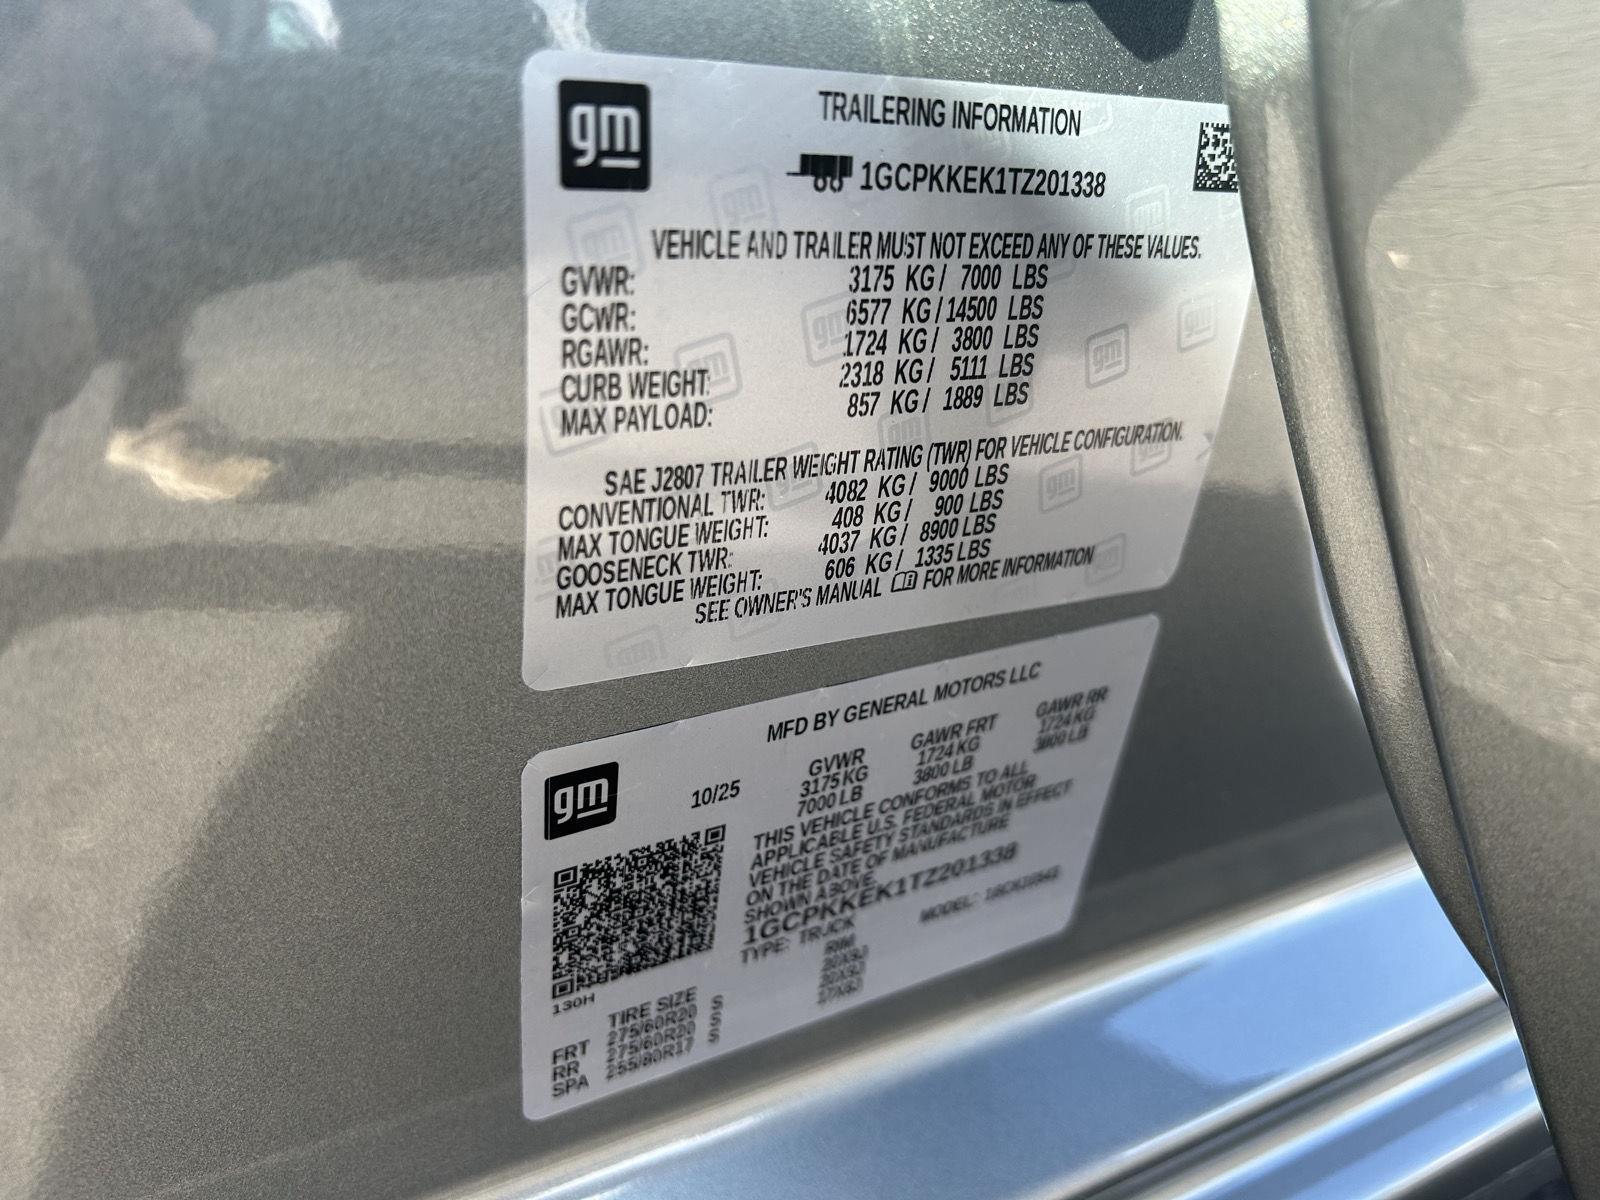 gm
TRAILERING INFORMATION
1GCPKKEK1TZ201338
VEHICLE AND TRAILER MUST NOT EXCEED ANY OF THESE VALUES.
GVWR: 3175 KG / 7000 LBS
GCWR: 6577 KG / 14500 LBS
RGAWR: 1724 KG / 3800 LBS
CURB WEIGHT: 2318 KG / 5111 LBS
MAX PAYLOAD: 857 KG / 1889 LBS
SAE J2807 TRAILER WEIGHT RATING (TWR) FOR VEHICLE CONFIGURATION.
CONVENTIONAL TWR: 4082 KG / 9000 LBS
MAX TONGUE WEIGHT: 408 KG / 900 LBS
GOOSENECK TWR: 4037 KG / 8900 LBS
MAX TONGUE WEIGHT: 606 KG / 1335 LBS
SEE OWNER'S MANUAL FOR MORE INFORMATION
MFD BY GENERAL MOTORS LLC
gm
10/25
GVWR GAWR FRT GAWR RR
3175 KG 1724 KG 1724 KG
7000 LB 3800 LB 3800 LB
THIS VEHICLE CONFORMS TO ALL
APPLICABLE U.S. FEDERAL MOTOR
VEHICLE SAFETY STANDARDS IN EFFECT
ON THE DATE OF MANUFACTURE
SHOWN ABOVE.
1GCPKKEK1TZ201338
TYPE: TRUCK MODEL:
130H
TIRE SIZE RIM
FRT 275/60R20 S 20X9J
RR 275/60R20 S 20X9J
SPA 255/80R17 S